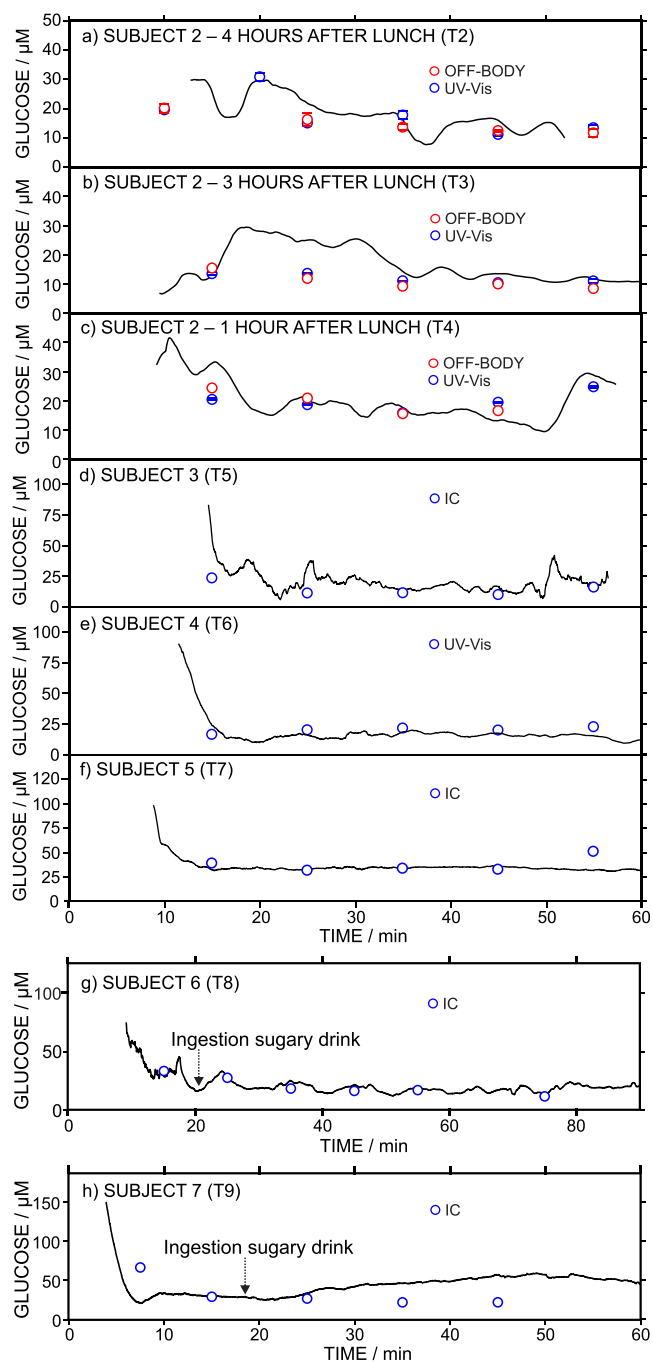 a) SUBJECT 2 – 4 HOURS AFTER LUNCH (T2)
GLUCOSE / µM
50
40
30
20
10
0
OFF-BODY
UV-Vis
b) SUBJECT 2 – 3 HOURS AFTER LUNCH (T3)
GLUCOSE / µM
40
30
20
10
0
OFF-BODY
UV-Vis
c) SUBJECT 2 – 1 HOUR AFTER LUNCH (T4)
GLUCOSE / µM
40
30
20
10
0
OFF-BODY
UV-Vis
d) SUBJECT 3 (T5)
GLUCOSE / µM
100
75
50
25
0
IC
e) SUBJECT 4 (T6)
GLUCOSE / µM
100
75
50
25
0
UV-Vis
f) SUBJECT 5 (T7)
GLUCOSE / µM
120
100
75
50
25
0
IC
0 10 20 30 40 50 60
TIME / min
g) SUBJECT 6 (T8)
GLUCOSE / µM
100
50
0
IC
Ingestion sugary drink
0 20 40 60 80
TIME / min
h) SUBJECT 7 (T9)
GLUCOSE / µM
150
100
50
0
IC
Ingestion sugary drink
0 10 20 30 40 50 60
TIME / min